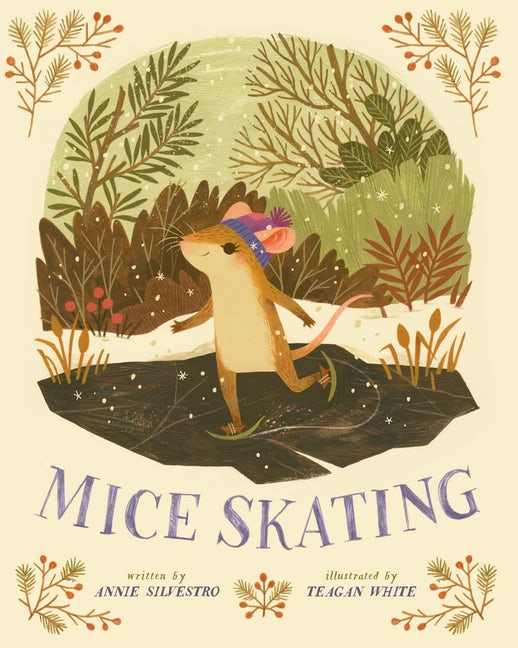 MICE SKATING
written by
ANNIE SILVESTRO
illustrated by
TEAGAN WHITE